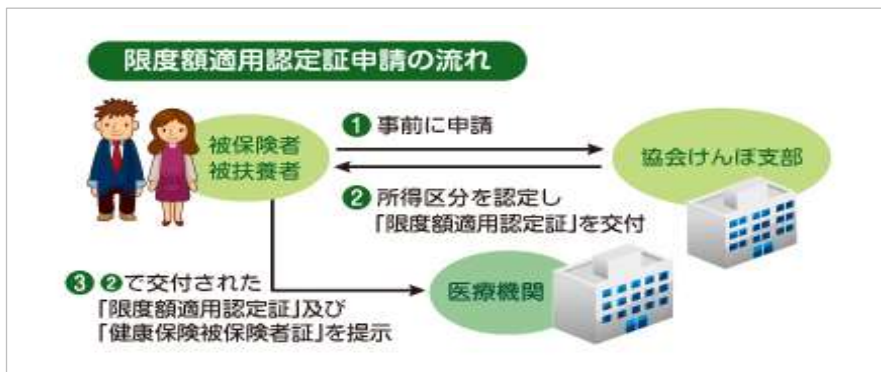 限度額適用認定証申請の流れ
被保険者
被扶養者
❶ 事前に申請
協会けんぽ支部
❷ 所得区分を認定し
「限度額適用認定証」を交付
❸ ❷で交付された
「限度額適用認定証」及び
「健康保険被保険者証」を提示
医療機関